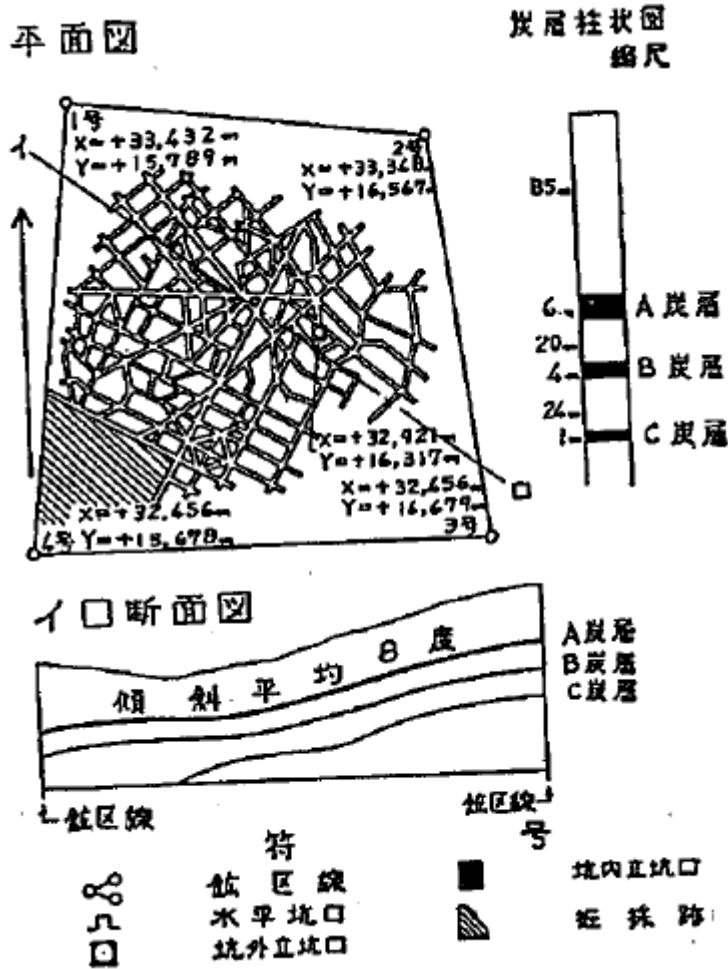 平面図
炭層柱状図
縮尺
イ
1号
X=+33,432m
Y=+15,789m
2号
X=+33,348m
Y=+16,567m
85
6
A炭層
20
4
B炭層
24
1
C炭層
X=+32,921m
Y=+16,317m
ロ
X=+32,656m
Y=+16,679m
3号
X=+32,456m
4号 Y=+15,678m
イロ断面図
傾斜平均8度
A炭層
B炭層
C炭層
鉱区線
鉱区線
符号
鉱区線
水平坑口
坑外立坑口
坑内立坑口
掘採跡